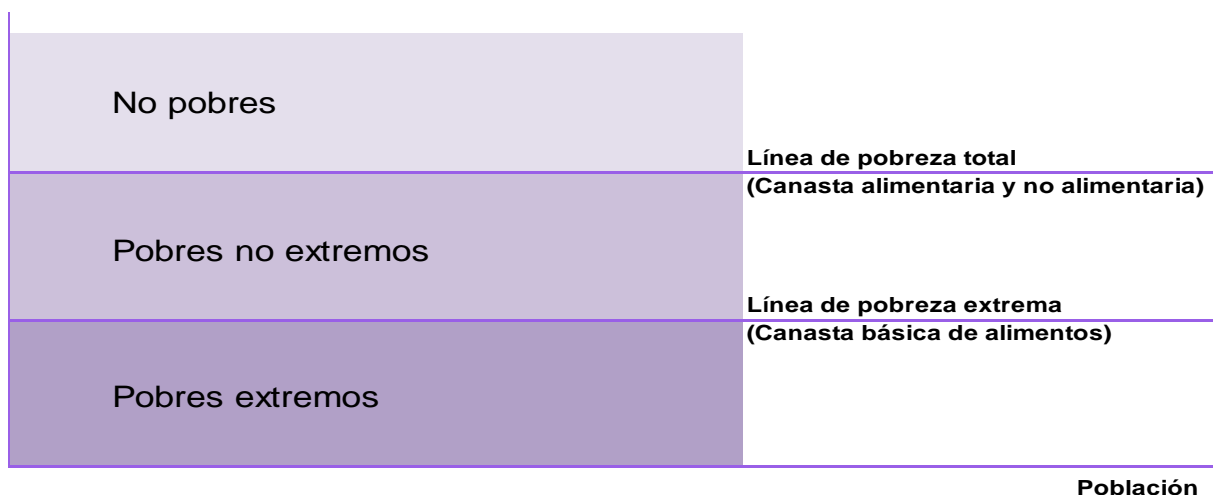 No pobres
Línea de pobreza total
(Canasta alimentaria y no alimentaria)
Pobres no extremos
Línea de pobreza extrema
(Canasta básica de alimentos)
Pobres extremos
Población